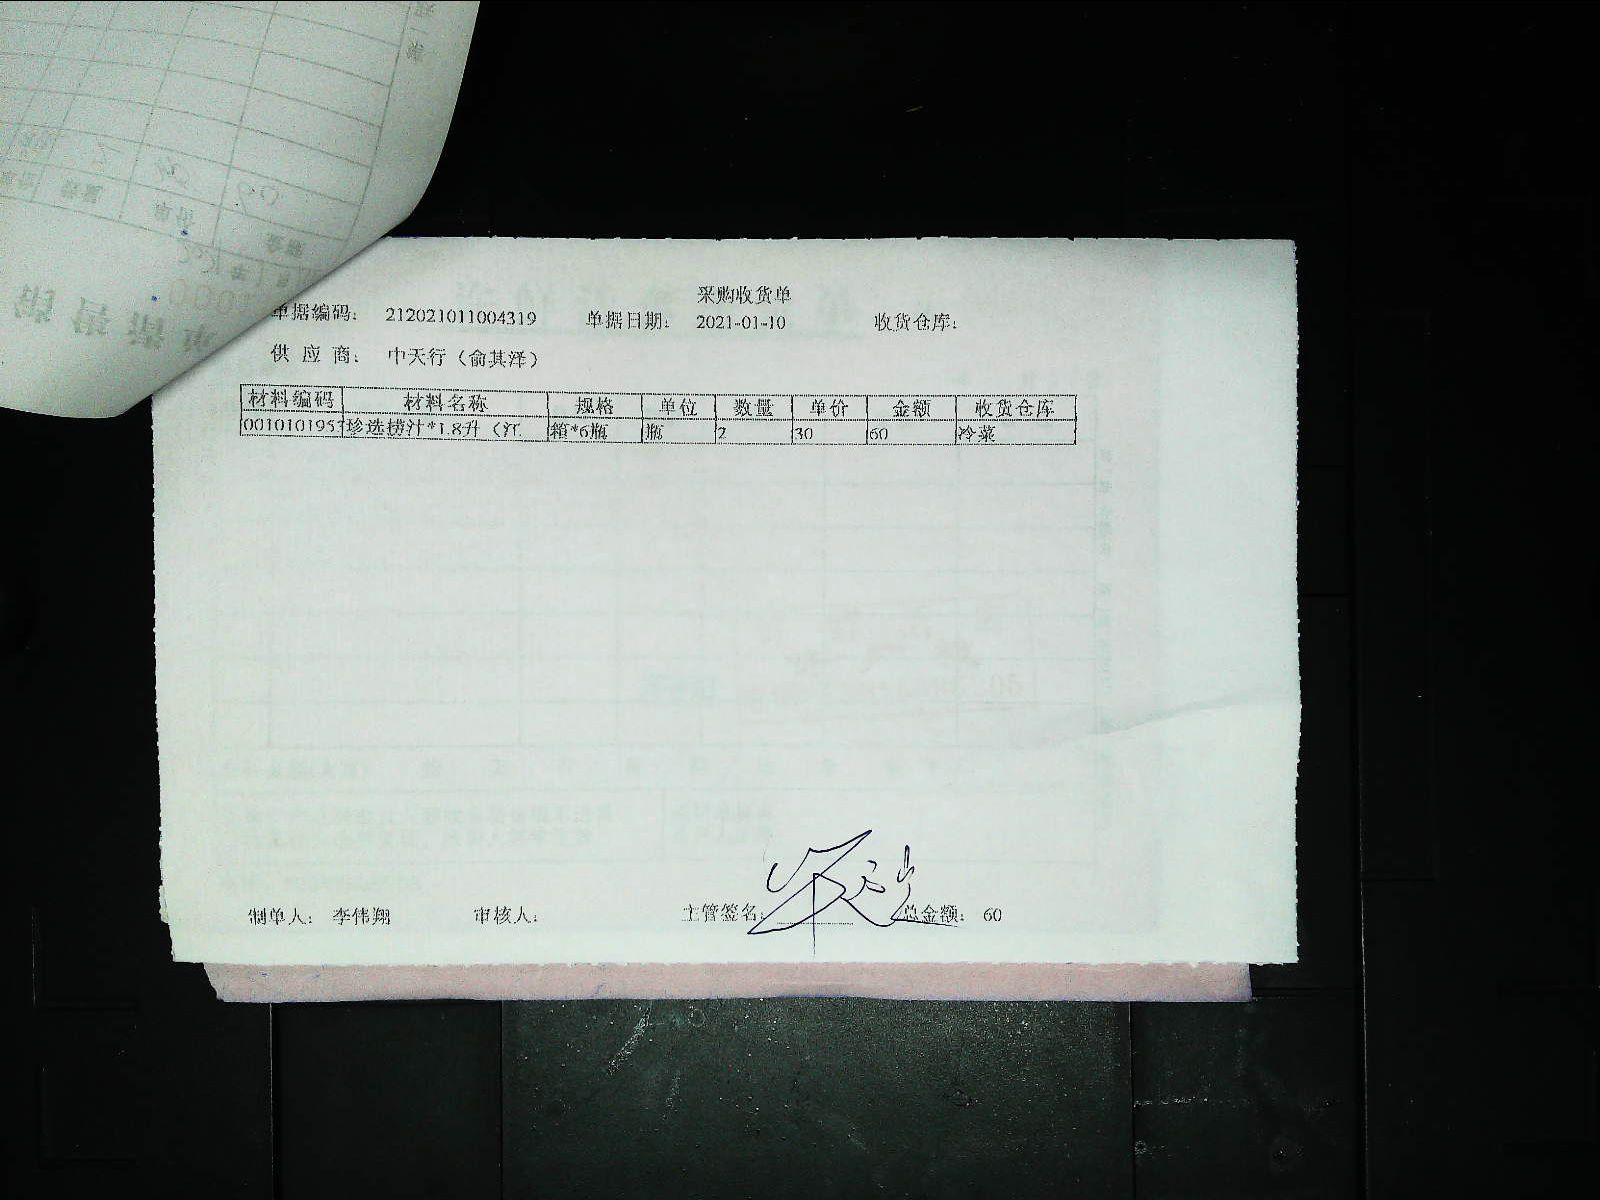 采购收货单
单据编码： 212021011004319 单据日期： 2021-01-10 收货仓库：
供 应 商： 中天行（俞其洋）
材料编码 材料名称 规格 单位 数量 单价 金额 收货仓库
0010101953 珍选捞汁*1.8升（江 箱*6瓶 瓶 2 30 60 冷菜
制单人： 李伟翔 审核人： 主管签名： 总金额： 60